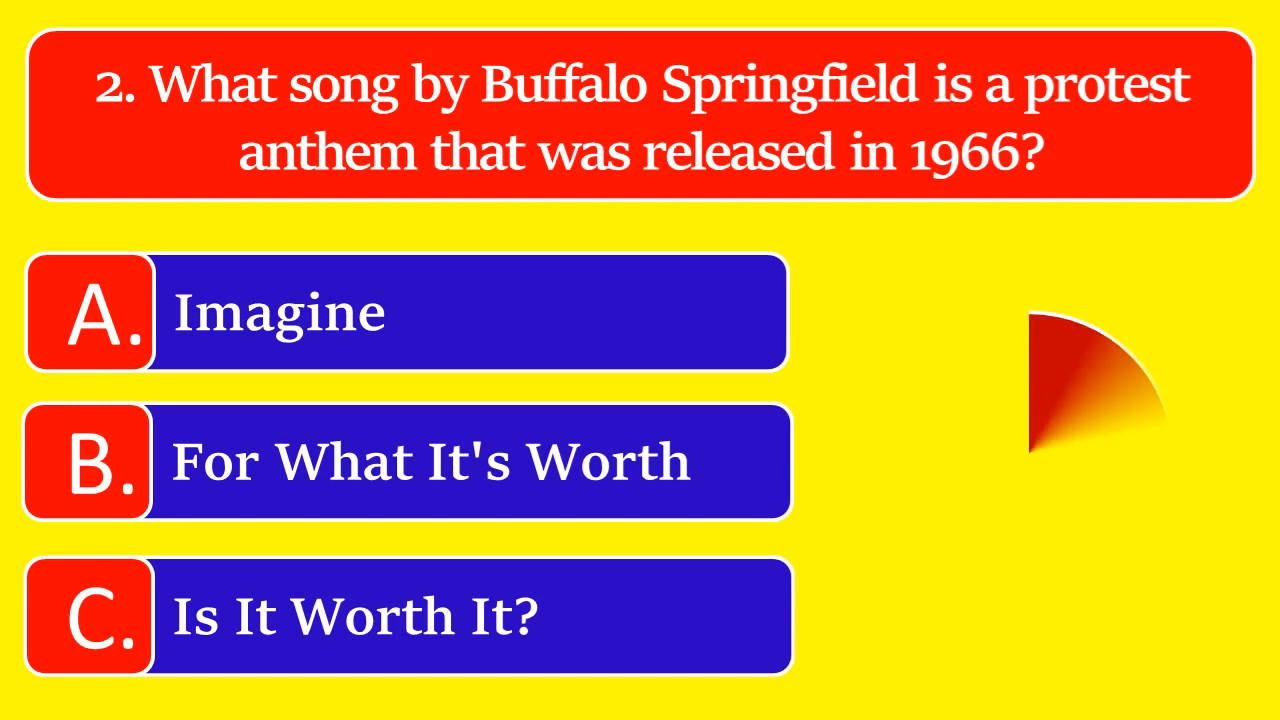 2. What song by Buffalo Springfield is a protest
anthem that was released in 1966?
A. Imagine
B. For What It's Worth
C. Is It Worth It?